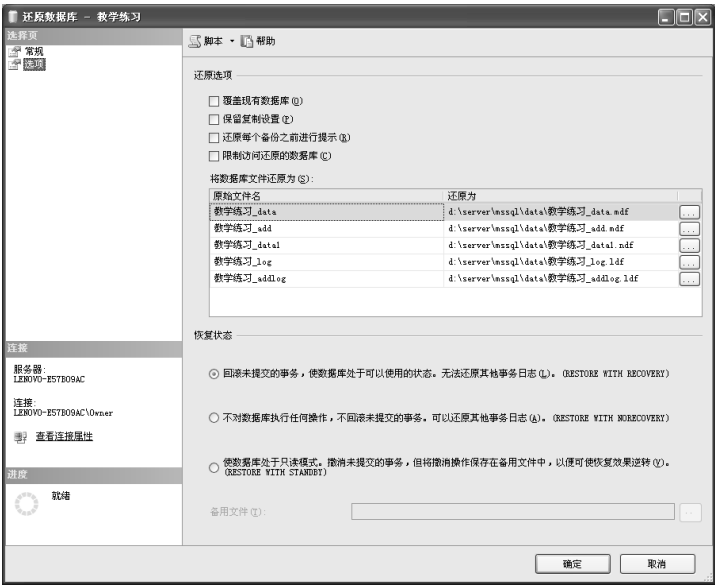 还原数据库 - 教学练习
选择页
常规
选项
脚本 帮助
还原选项
覆盖现有数据库(O)
保留复制设置(P)
还原每个备份之前进行提示(R)
限制访问还原的数据库(C)
将数据库文件还原为(S):
原始文件名 还原为
教学练习_data d:\server\mssql\data\教学练习_data.mdf ...
教学练习_add d:\server\mssql\data\教学练习_add.mdf ...
教学练习_data1 d:\server\mssql\data\教学练习_data1.ndf ...
教学练习_log d:\server\mssql\data\教学练习_log.ldf ...
教学练习_addlog d:\server\mssql\data\教学练习_addlog.ldf ...
恢复状态
回滚未提交的事务，使数据库处于可以使用的状态。无法还原其他事务日志(L)。(RESTORE WITH RECOVERY)
不对数据库执行任何操作，不回滚未提交的事务。可以还原其他事务日志(A)。(RESTORE WITH NORECOVERY)
使数据库处于只读模式。撤消未提交的事务，但将撤消操作保存在备用文件中，以便可使恢复效果逆转(V)。
(RESTORE WITH STANDBY)
备用文件(T):
连接
服务器:
LENOVO-E57B09AC
连接:
LENOVO-E57B09AC\Owner
查看连接属性
进度
就绪
确定 取消